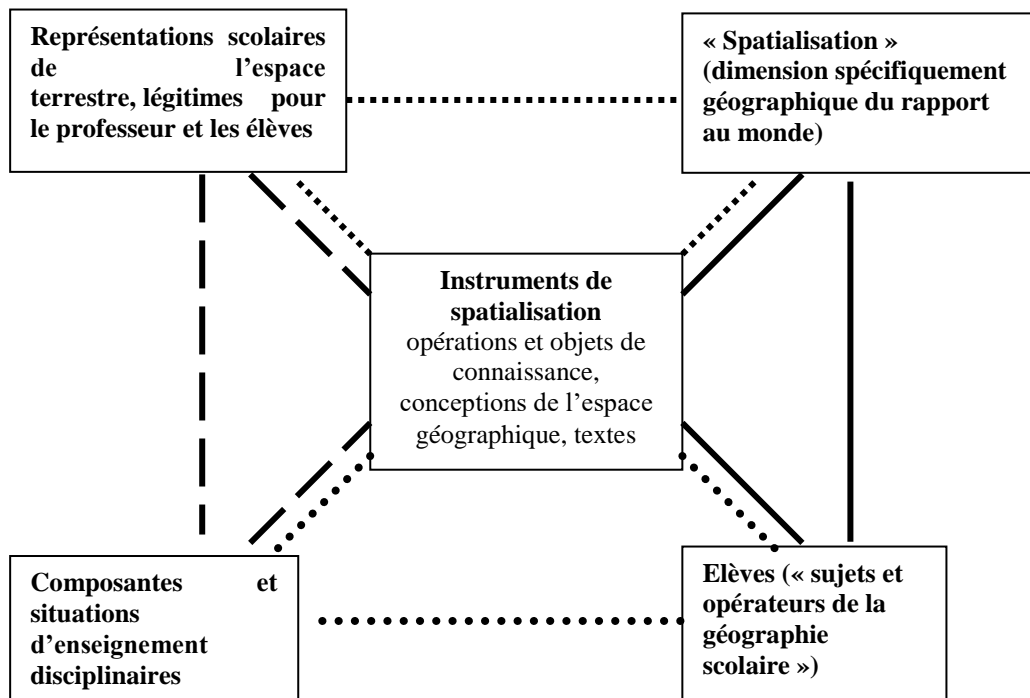 Représentations scolaires
de l’espace
terrestre, légitimes pour
le professeur et les élèves
« Spatialisation »
(dimension spécifiquement
géographique du rapport
au monde)
Instruments de
spatialisation
opérations et objets de
connaissance,
conceptions de l’espace
géographique, textes
Composantes et
situations
d’enseignement
disciplinaires
Elèves (« sujets et
opérateurs de la
géographie
scolaire »)